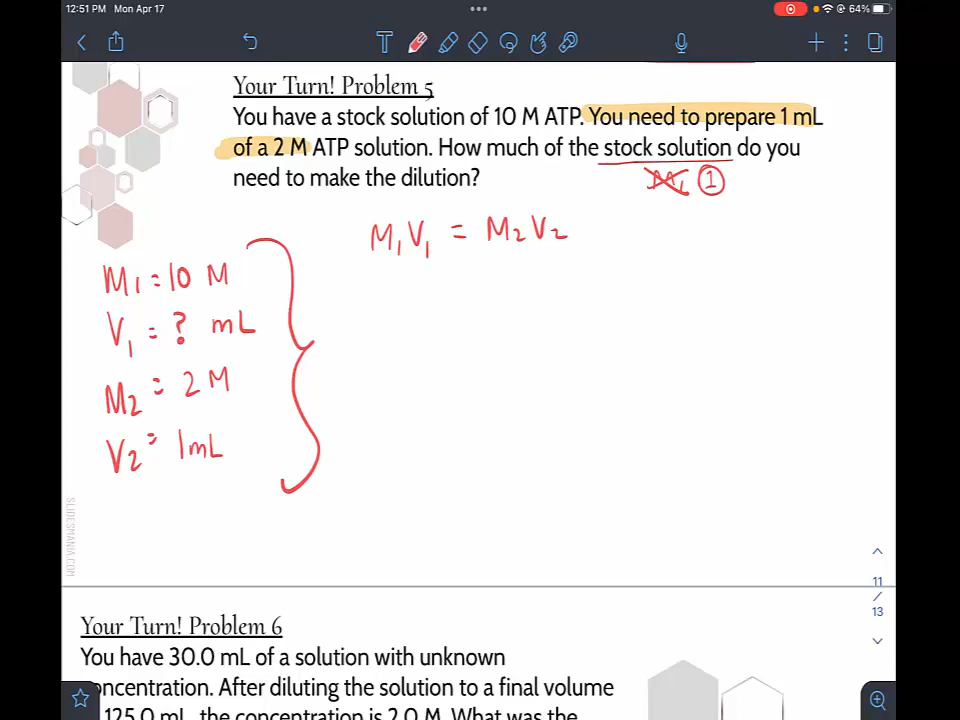 12:51 PM Mon Apr 17
64%
Your Turn! Problem 5
You have a stock solution of 10 M ATP. You need to prepare 1 mL
of a 2 M ATP solution. How much of the stock solution do you
need to make the dilution?
M1 1
M1V1 = M2V2
M1 = 10 M
V1 = ? mL
M2 = 2 M
V2 = 1mL
SLIDESMANIA.COM
11
/
13
Your Turn! Problem 6
You have 30.0 mL of a solution with unknown
concentration. After diluting the solution to a final volume
125.0 mL, the concentration is 2.0 M. What was the